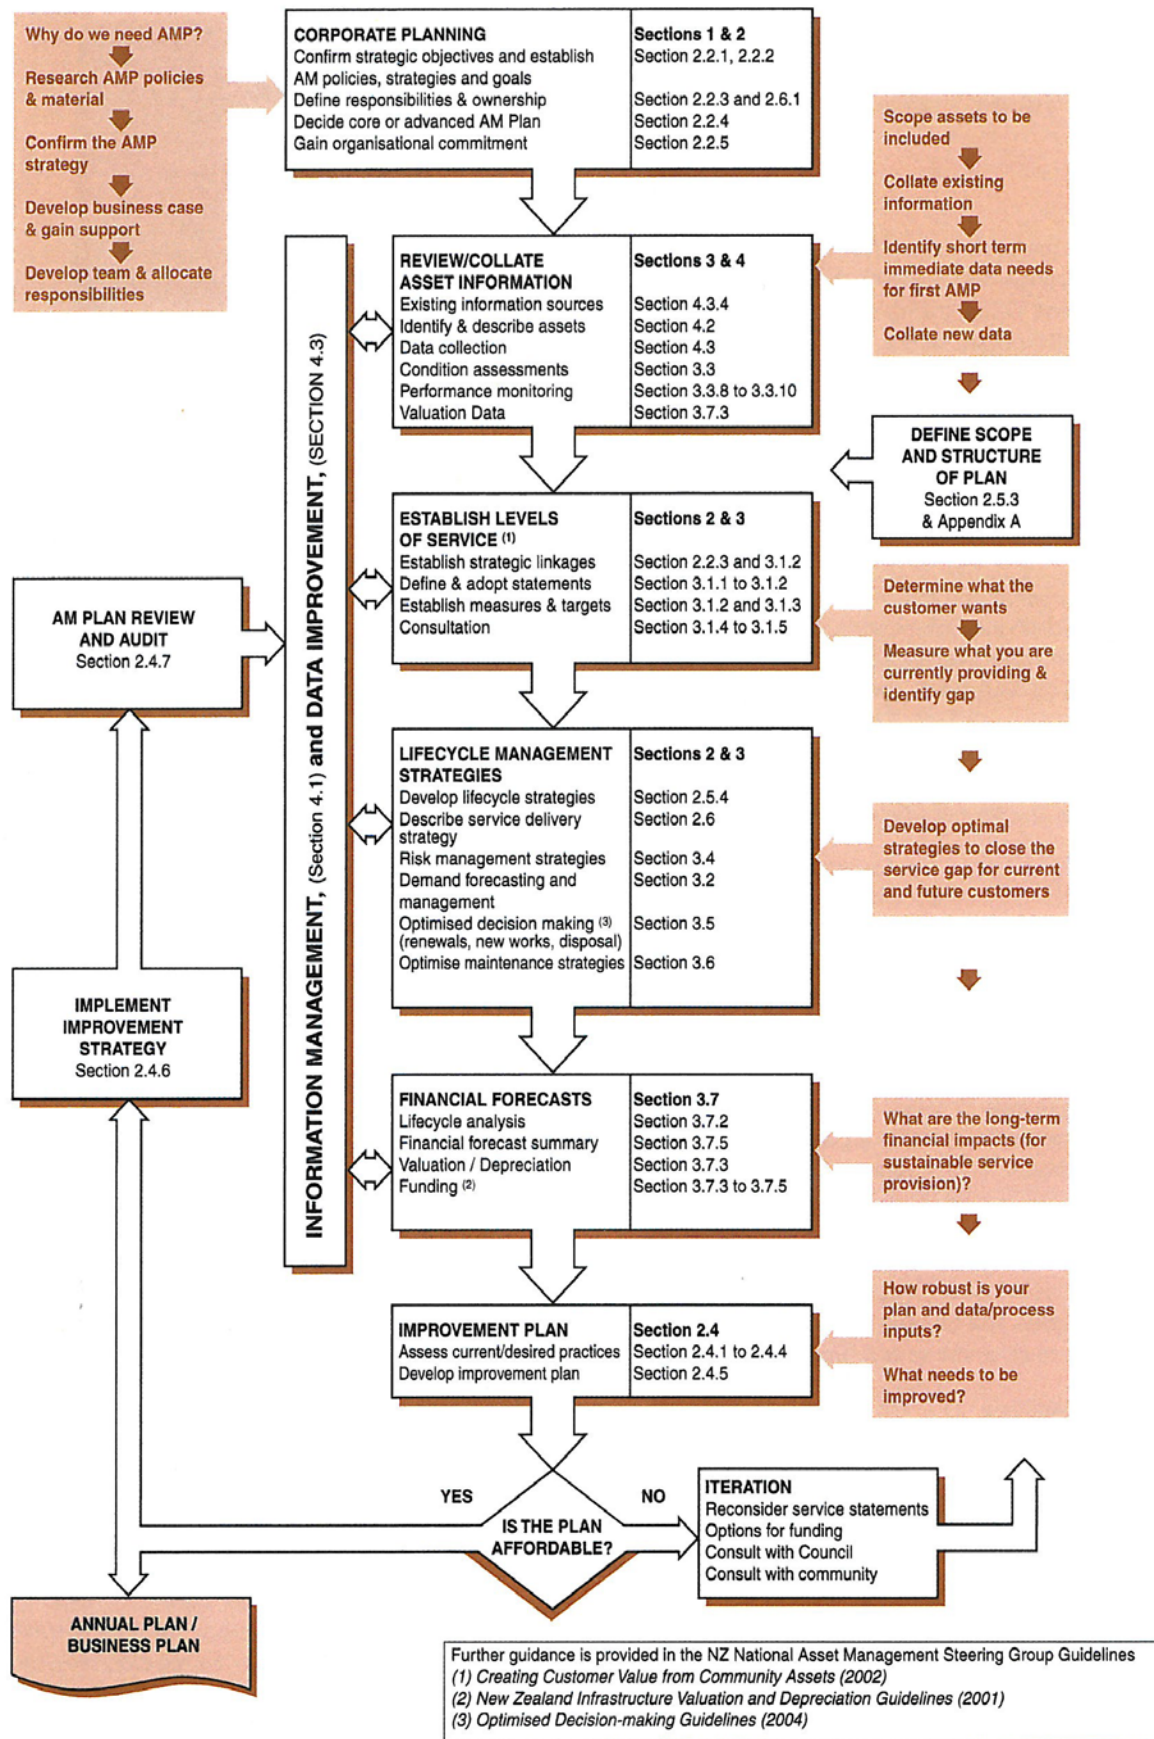 Why do we need AMP?
Research AMP policies
& material
Confirm the AMP
strategy
Develop business case
& gain support
Develop team & allocate
responsibilities
CORPORATE PLANNING Sections 1 & 2
Confirm strategic objectives and establish Section 2.2.1, 2.2.2
AM policies, strategies and goals
Define responsibilities & ownership Section 2.2.3 and 2.6.1
Decide core or advanced AM Plan Section 2.2.4
Gain organisational commitment Section 2.2.5
Scope assets to be
included
Collate existing
information
Identify short term
immediate data needs
for first AMP
Collate new data
INFORMATION MANAGEMENT, (Section 4.1) and DATA IMPROVEMENT, (SECTION 4.3)
REVIEW/COLLATE Sections 3 & 4
ASSET INFORMATION
Existing information sources Section 4.3.4
Identify & describe assets Section 4.2
Data collection Section 4.3
Condition assessments Section 3.3
Performance monitoring Section 3.3.8 to 3.3.10
Valuation Data Section 3.7.3
DEFINE SCOPE
AND STRUCTURE
OF PLAN
Section 2.5.3
& Appendix A
ESTABLISH LEVELS Sections 2 & 3
OF SERVICE (1)
Establish strategic linkages Section 2.2.3 and 3.1.2
Define & adopt statements Section 3.1.1 to 3.1.2
Establish measures & targets Section 3.1.2 and 3.1.3
Consultation Section 3.1.4 to 3.1.5
Determine what the
customer wants
Measure what you are
currently providing &
identify gap
AM PLAN REVIEW
AND AUDIT
Section 2.4.7
LIFECYCLE MANAGEMENT Sections 2 & 3
STRATEGIES
Develop lifecycle strategies Section 2.5.4
Describe service delivery Section 2.6
strategy
Risk management strategies Section 3.4
Demand forecasting and Section 3.2
management
Optimised decision making (3) Section 3.5
(renewals, new works, disposal)
Optimise maintenance strategies Section 3.6
Develop optimal
strategies to close the
service gap for current
and future customers
IMPLEMENT
IMPROVEMENT
STRATEGY
Section 2.4.6
FINANCIAL FORECASTS Section 3.7
Lifecycle analysis Section 3.7.2
Financial forecast summary Section 3.7.5
Valuation / Depreciation Section 3.7.3
Funding (2) Section 3.7.3 to 3.7.5
What are the long-term
financial impacts (for
sustainable service
provision)?
IMPROVEMENT PLAN Section 2.4
Assess current/desired practices Section 2.4.1 to 2.4.4
Develop improvement plan Section 2.4.5
How robust is your
plan and data/process
inputs?
What needs to be
improved?
YES
NO
IS THE PLAN
AFFORDABLE?
ITERATION
Reconsider service statements
Options for funding
Consult with Council
Consult with community
ANNUAL PLAN /
BUSINESS PLAN
Further guidance is provided in the NZ National Asset Management Steering Group Guidelines
(1) Creating Customer Value from Community Assets (2002)
(2) New Zealand Infrastructure Valuation and Depreciation Guidelines (2001)
(3) Optimised Decision-making Guidelines (2004)